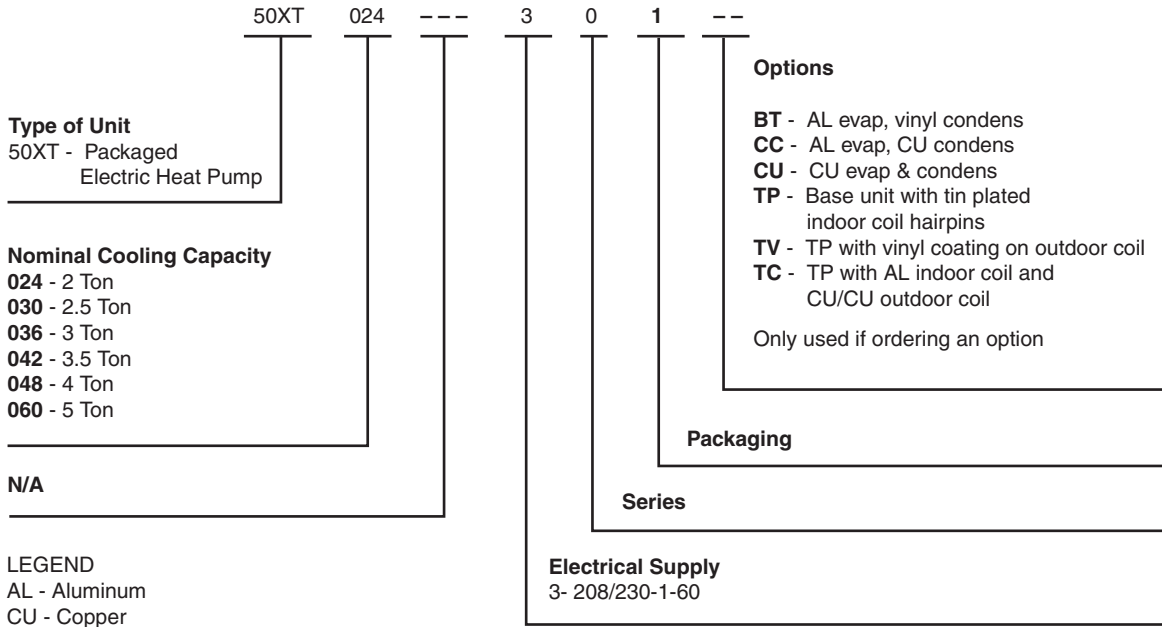 50XT 024 – – – 3 0 1 – –
Type of Unit
50XT - Packaged
Electric Heat Pump
Nominal Cooling Capacity
024 - 2 Ton
030 - 2.5 Ton
036 - 3 Ton
042 - 3.5 Ton
048 - 4 Ton
060 - 5 Ton
N/A
LEGEND
AL - Aluminum
CU - Copper
Options
BT - AL evap, vinyl condens
CC - AL evap, CU condens
CU - CU evap & condens
TP - Base unit with tin plated
indoor coil hairpins
TV - TP with vinyl coating on outdoor coil
TC - TP with AL indoor coil and
CU/CU outdoor coil
Only used if ordering an option
Packaging
Series
Electrical Supply
3- 208/230-1-60